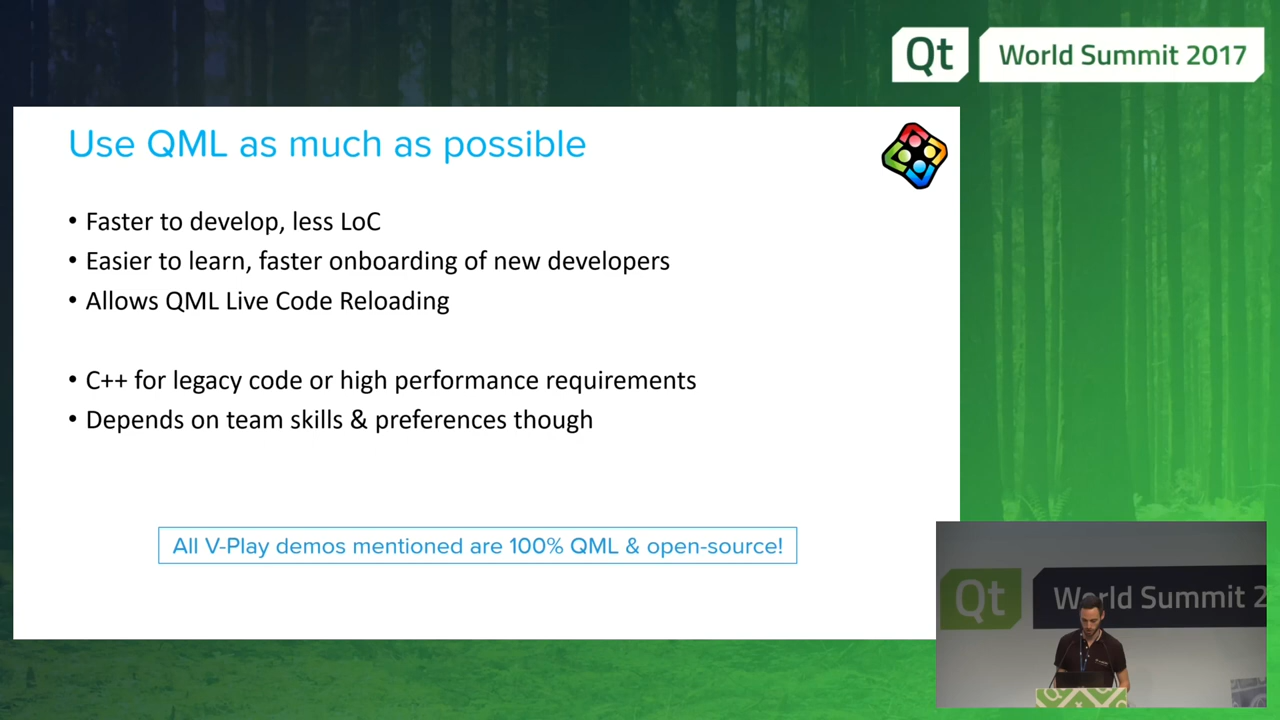 Qt World Summit 2017
Use QML as much as possible
• Faster to develop, less LoC
• Easier to learn, faster onboarding of new developers
• Allows QML Live Code Reloading
• C++ for legacy code or high performance requirements
• Depends on team skills & preferences though
All V-Play demos mentioned are 100% QML & open-source!
Qt World Summit 2